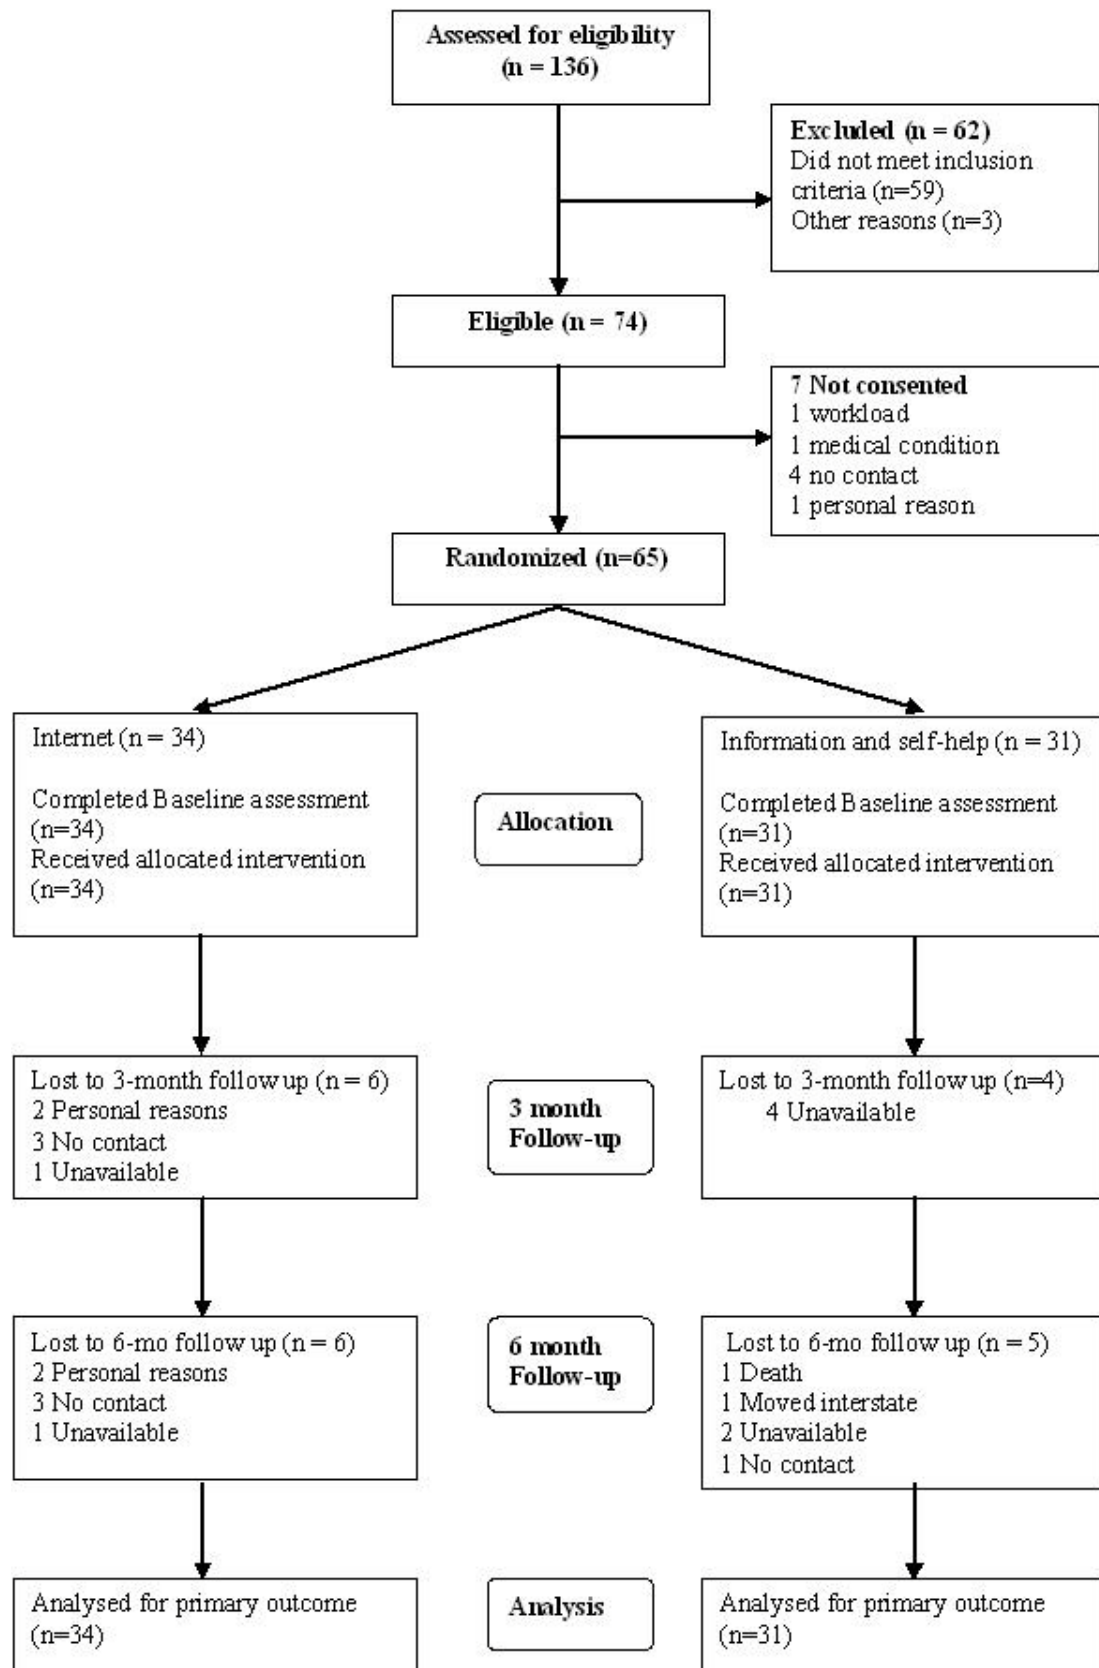 Assessed for eligibility
(n = 136)
Excluded (n = 62)
Did not meet inclusion
criteria (n=59)
Other reasons (n=3)
Eligible (n = 74)
7 Not consented
1 workload
1 medical condition
4 no contact
1 personal reason
Randomized (n=65)
Internet (n = 34)
Completed Baseline assessment
(n=34)
Received allocated intervention
(n=34)
Allocation
Information and self-help (n = 31)
Completed Baseline assessment
(n=31)
Received allocated intervention
(n=31)
Lost to 3-month follow up (n = 6)
2 Personal reasons
3 No contact
1 Unavailable
3 month
Follow-up
Lost to 3-month follow up (n=4)
4 Unavailable
Lost to 6-mo follow up (n = 6)
2 Personal reasons
3 No contact
1 Unavailable
6 month
Follow-up
Lost to 6-mo follow up (n = 5)
1 Death
1 Moved interstate
2 Unavailable
1 No contact
Analysed for primary outcome
(n=34)
Analysis
Analysed for primary outcome
(n=31)